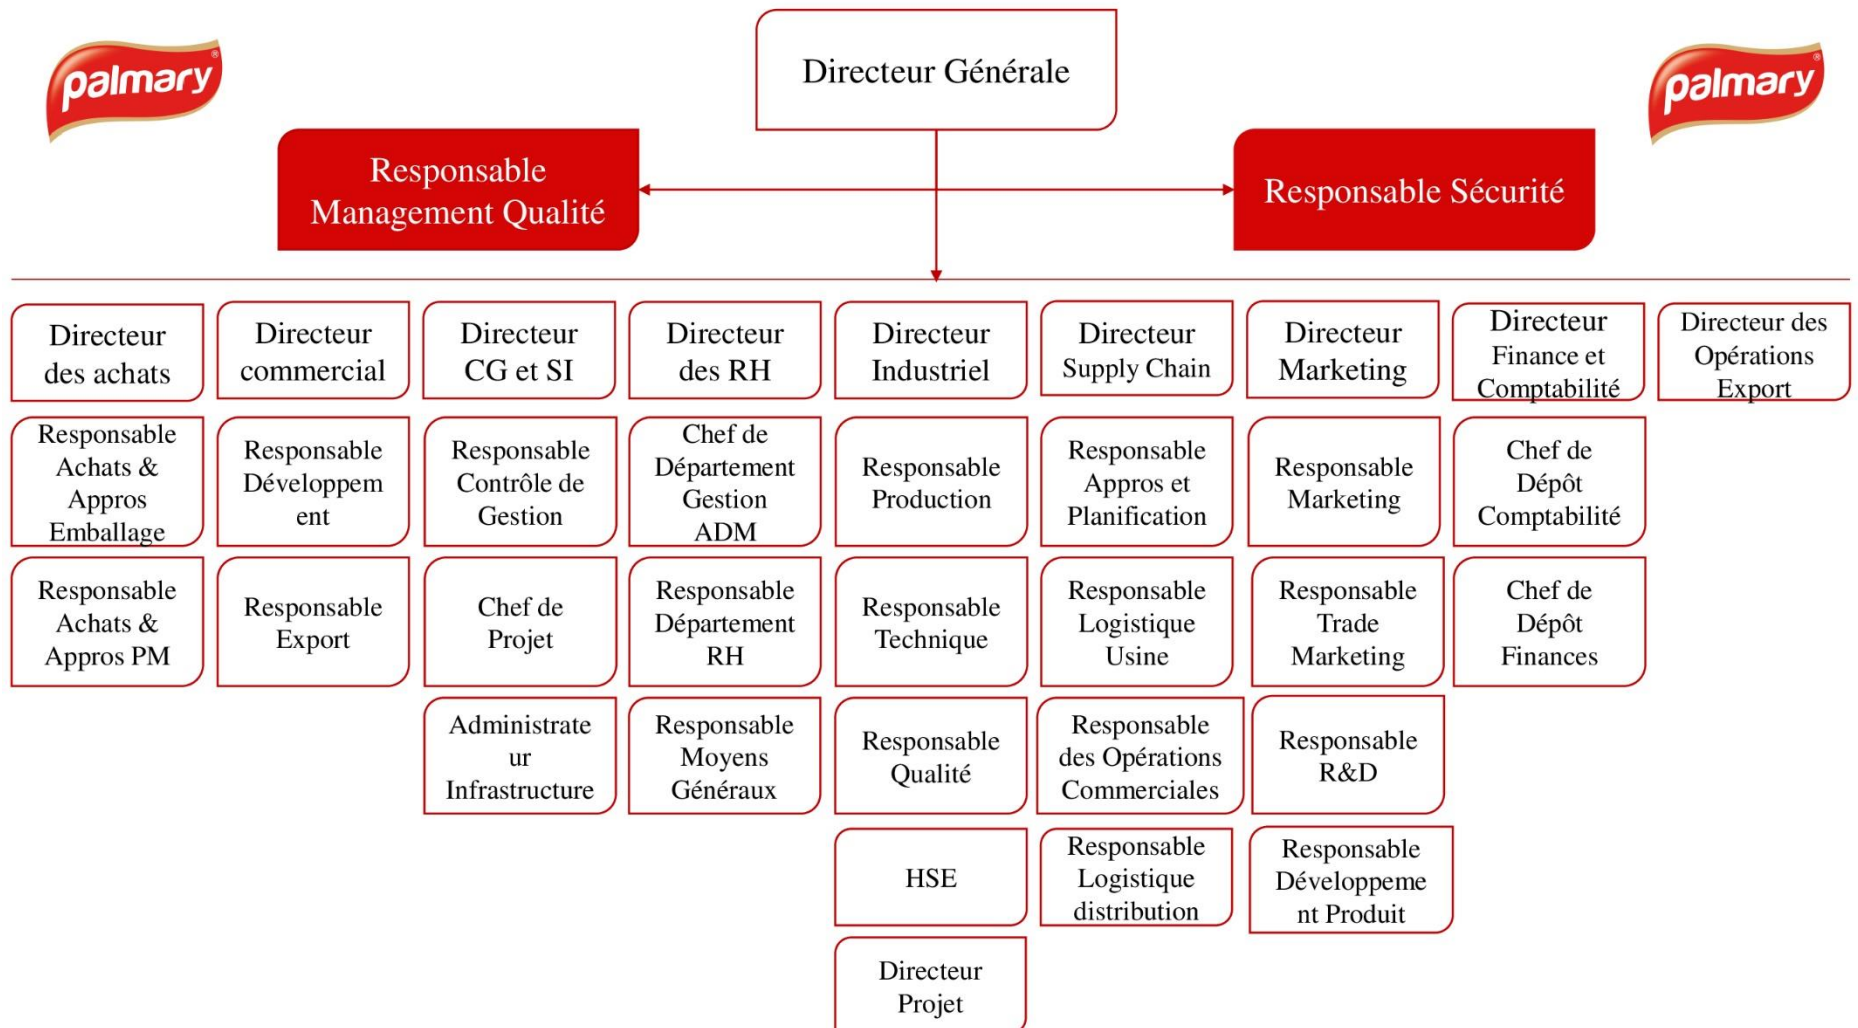 palmary
®
Directeur Générale
palmary
®
Responsable
Management Qualité
Responsable Sécurité
Directeur
des achats
Directeur
commercial
Directeur
CG et SI
Directeur
des RH
Directeur
Industriel
Directeur
Supply Chain
Directeur
Marketing
Directeur
Finance et
Comptabilité
Directeur des
Opérations
Export
Responsable
Achats &
Appros
Emballage
Responsable
Développem
ent
Responsable
Contrôle de
Gestion
Chef de
Département
Gestion
ADM
Responsable
Production
Responsable
Appros et
Planification
Responsable
Marketing
Chef de
Dépôt
Comptabilité
Responsable
Achats &
Appros PM
Responsable
Export
Chef de
Projet
Responsable
Département
RH
Responsable
Technique
Responsable
Logistique
Usine
Responsable
Trade
Marketing
Chef de
Dépôt
Finances
Administrate
ur
Infrastructure
Responsable
Moyens
Généraux
Responsable
Qualité
Responsable
des Opérations
Commerciales
Responsable
R&D
HSE
Responsable
Logistique
distribution
Responsable
Développeme
nt Produit
Directeur
Projet